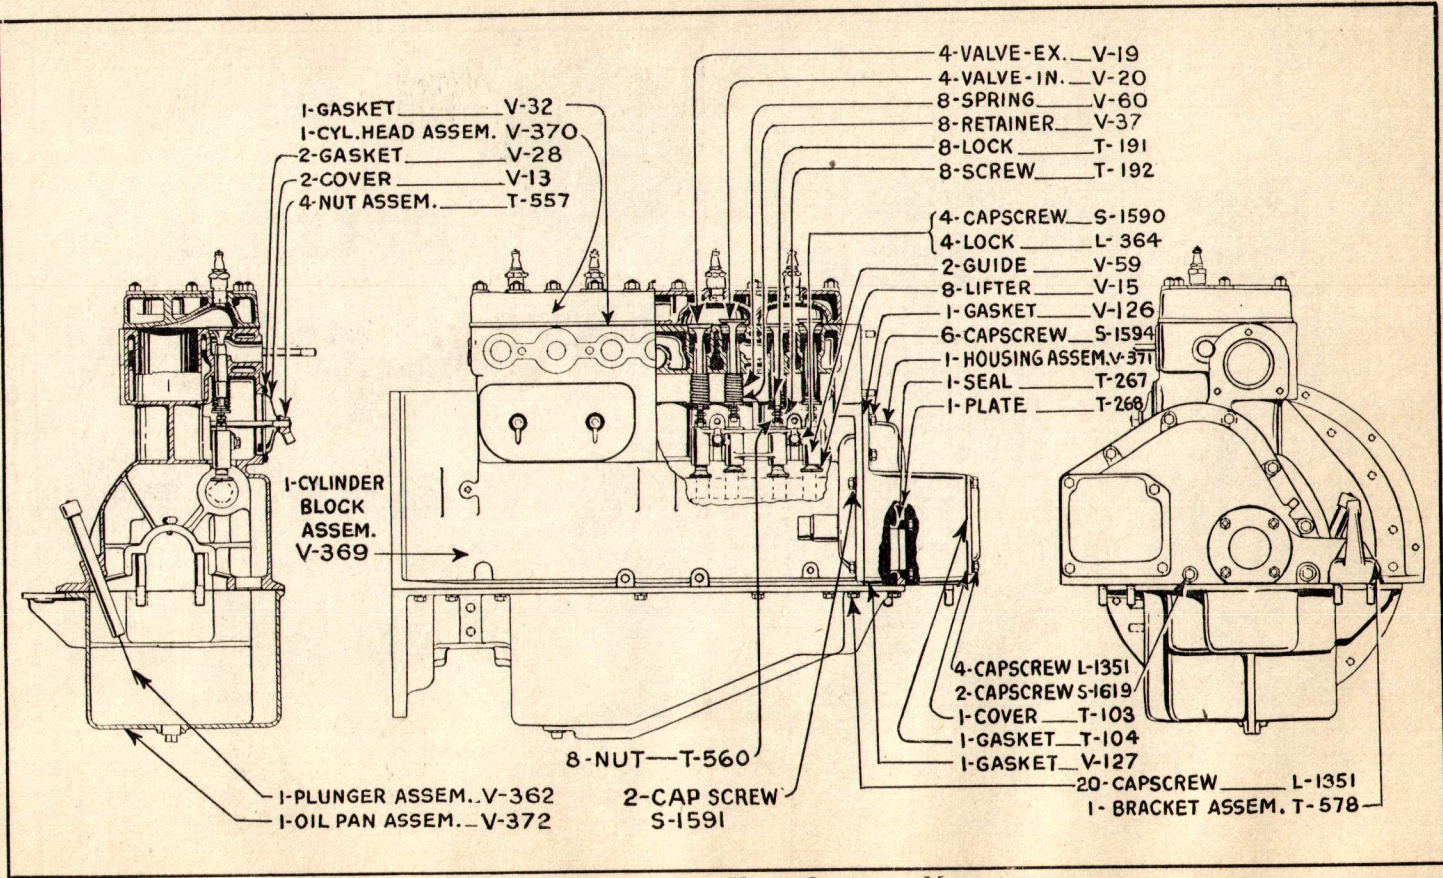 1-GASKET V-32
1-CYL.HEAD ASSEM. V-370
2-GASKET V-28
2-COVER V-13
4-NUT ASSEM. T-557
4-VALVE-EX. V-19
4-VALVE-IN. V-20
8-SPRING V-60
8-RETAINER V-37
8-LOCK T-191
8-SCREW T-192
4-CAPSCREW S-1590
4-LOCK L-364
2-GUIDE V-59
8-LIFTER V-15
1-GASKET V-126
6-CAPSCREW S-1594
1-HOUSING ASSEM. V-371
1-SEAL T-267
1-PLATE T-268
1-CYLINDER
BLOCK
ASSEM.
V-369
4-CAPSCREW L-1351
2-CAPSCREW S-1619
1-COVER T-103
1-GASKET T-104
1-GASKET V-127
20-CAPSCREW L-1351
1-BRACKET ASSEM. T-578
8-NUT T-560
2-CAP SCREW
S-1591
1-PLUNGER ASSEM. V-362
1-OIL PAN ASSEM. V-372